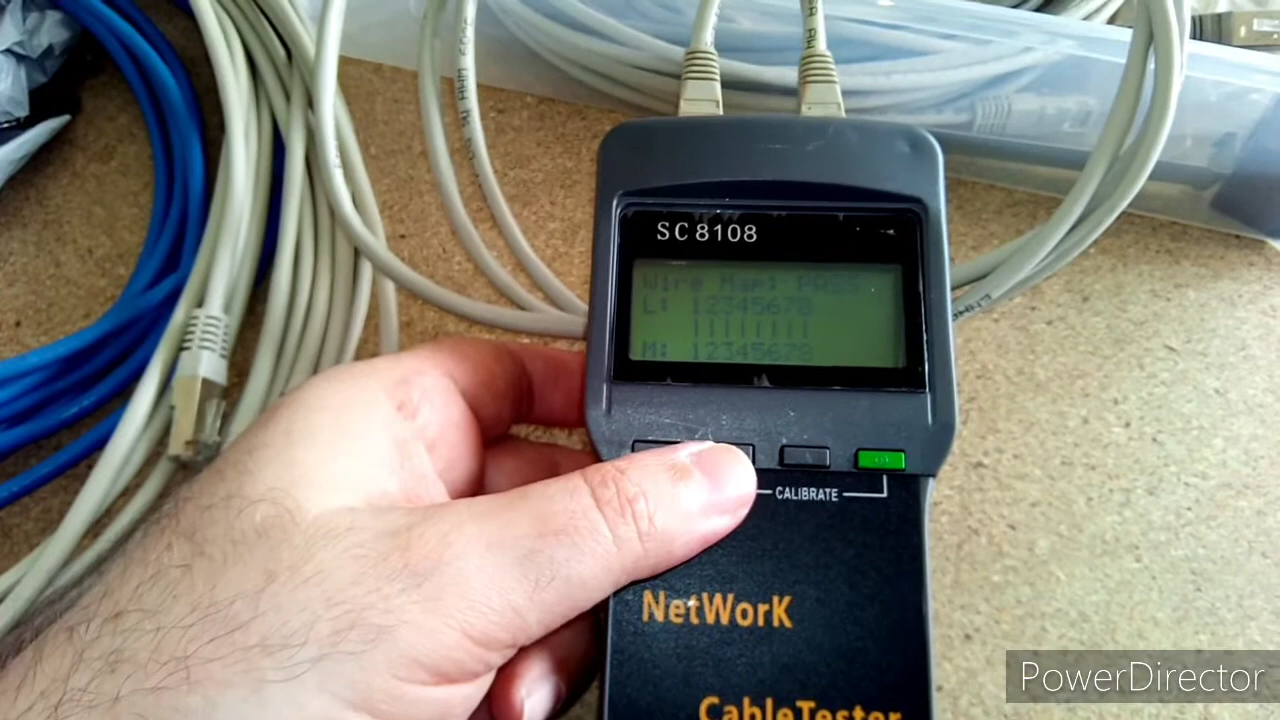 SC8108
Wire Map: PASS
L: 12345678
||||||||
M: 12345678
CALIBRATE
NetWorK
CableTester
PowerDirector